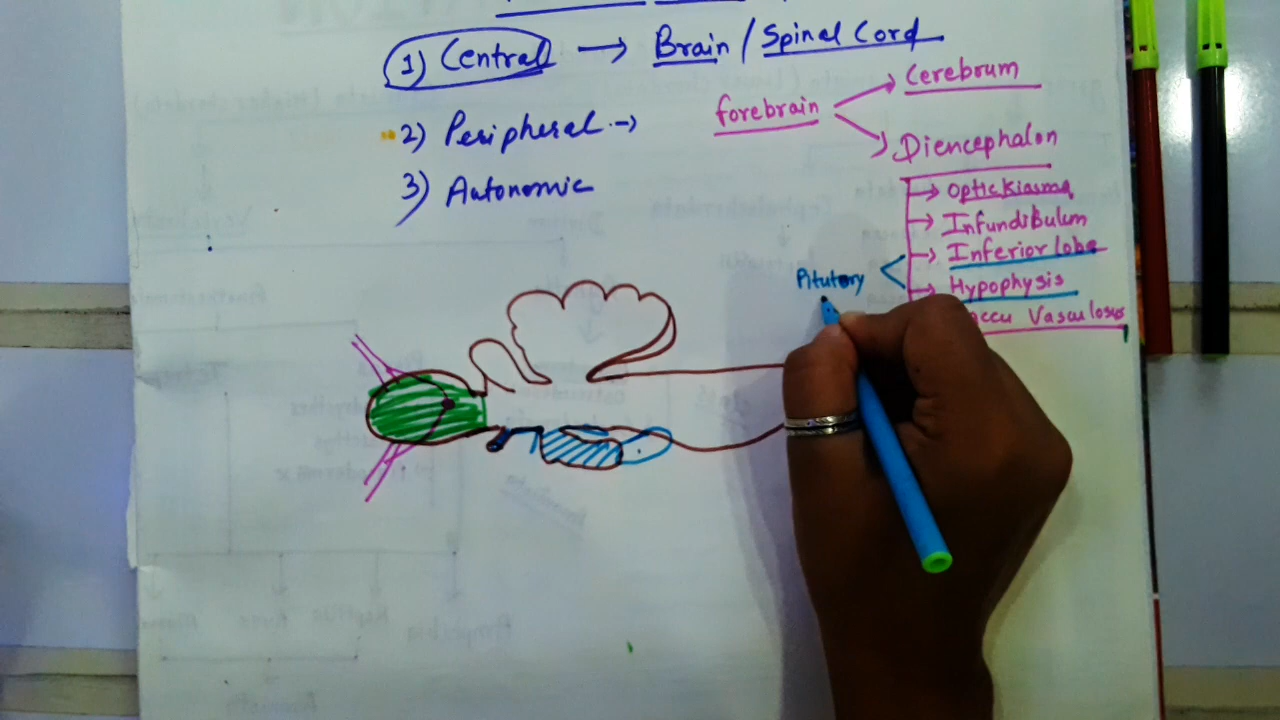 1) Central → Brain / Spinal Cord
2) Peripheral →
3) Autonomic
forebrain
Cerebrum
Diencephalon
→ Optic Kiasma
→ Infundibulum
→ Inferior lobe
→ Hypophysis
Vasculosus
Pitutory